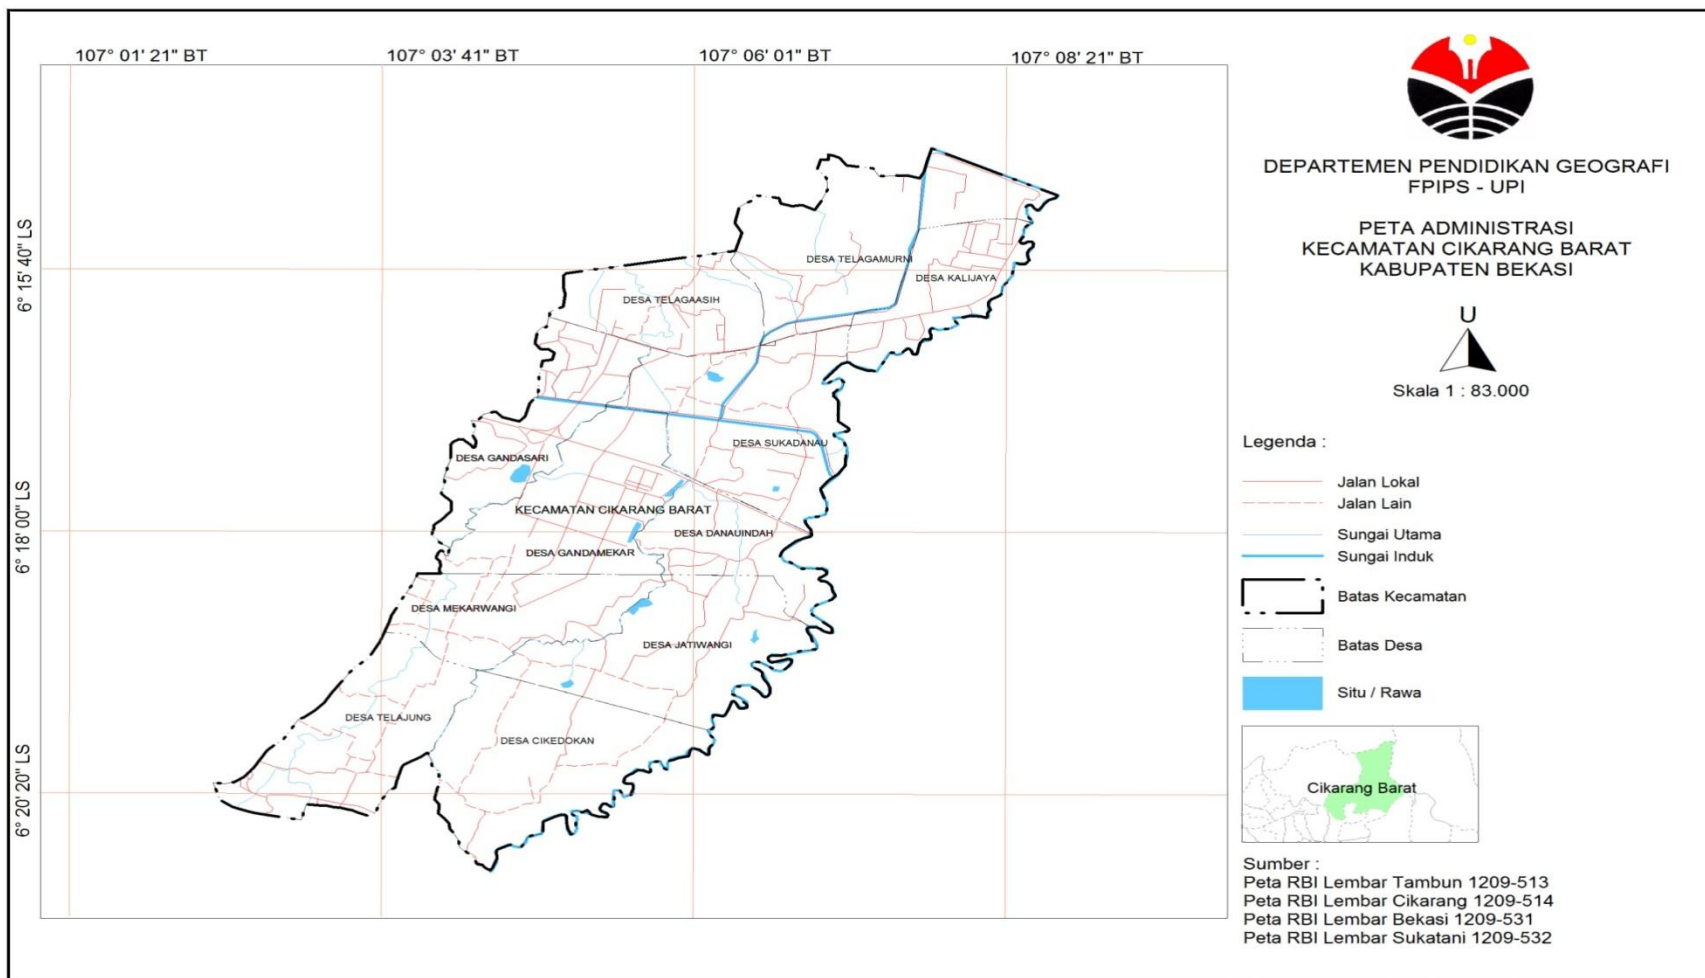 107° 01' 21" BT
107° 03' 41" BT
107° 06' 01" BT
107° 08' 21" BT
6° 15' 40" LS
6° 18' 00" LS
6° 20' 20" LS
DESA TELAGAMURNI
DESA KALIJAYA
DESA TELAGAASIH
DESA SUKADANAU
DESA GANDASARI
KECAMATAN CIKARANG BARAT
DESA DANAUINDAH
DESA GANDAMEKAR
DESA MEKARWANGI
DESA JATIWANGI
DESA TELAJUNG
DESA CIKEDOKAN
DEPARTEMEN PENDIDIKAN GEOGRAFI
FPIPS - UPI
PETA ADMINISTRASI
KECAMATAN CIKARANG BARAT
KABUPATEN BEKASI
U
Skala 1 : 83.000
Legenda :
Jalan Lokal
Jalan Lain
Sungai Utama
Sungai Induk
Batas Kecamatan
Batas Desa
Situ / Rawa
Cikarang Barat
Sumber :
Peta RBI Lembar Tambun 1209-513
Peta RBI Lembar Cikarang 1209-514
Peta RBI Lembar Bekasi 1209-531
Peta RBI Lembar Sukatani 1209-532